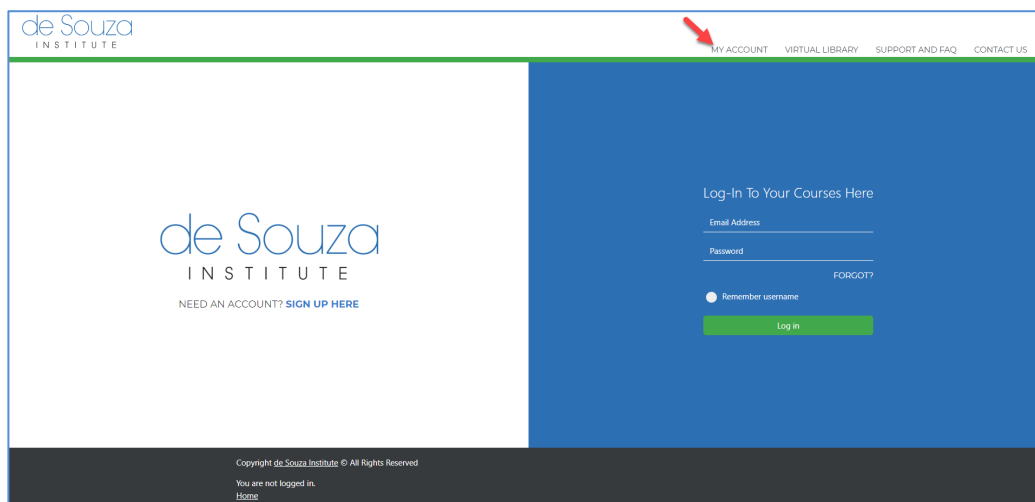 de Souza
INSTITUTE
MY ACCOUNT VIRTUAL LIBRARY SUPPORT AND FAQ CONTACT US
de Souza
INSTITUTE
NEED AN ACCOUNT? SIGN UP HERE
Log-In To Your Courses Here
Email Address
Password
FORGOT?
Remember username
Log in
Copyright de Souza Institute © All Rights Reserved
You are not logged in.
Home